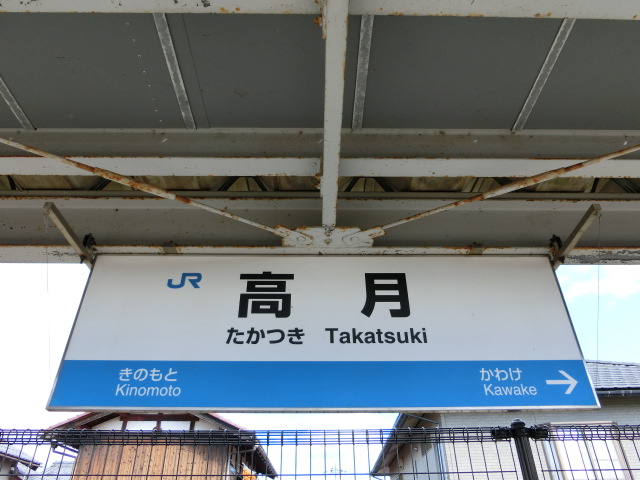 JR 高月
たかつき Takatsuki
きのもと
Kinomoto
かわけ
Kawake →